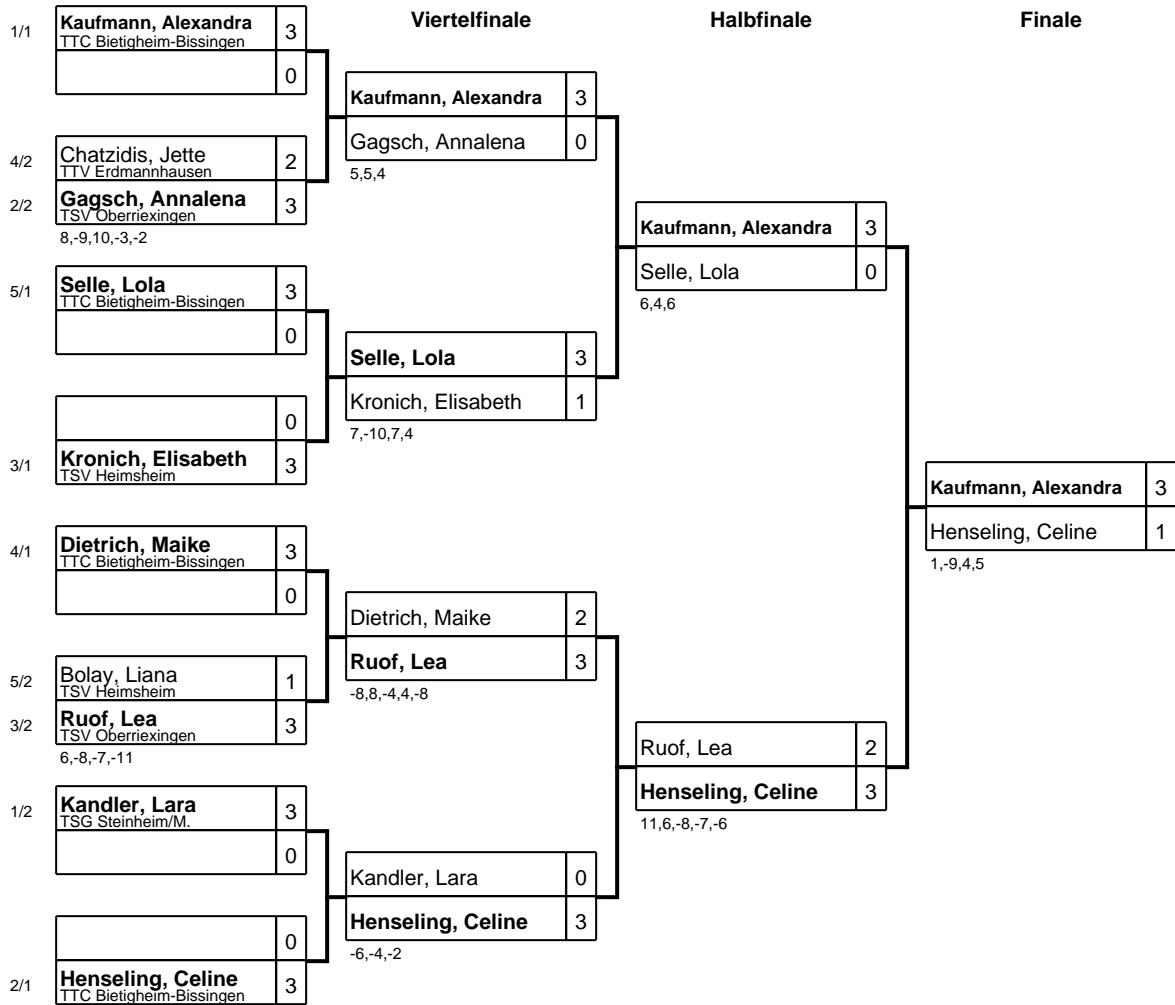 Viertelfinale
Halbfinale
Finale
1/1
Kaufmann, Alexandra 3
TTC Bietigheim-Bissingen
0
4/2
Chatzidis, Jette 2
TTV Erdmannhausen
2/2
Gagsch, Annalena 3
TSV Oberriexingen
8,-9,10,-3,-2
5/1
Selle, Lola 3
TTC Bietigheim-Bissingen
0
0
3/1
Kronich, Elisabeth 3
TSV Heimsheim
4/1
Dietrich, Maike 3
TTC Bietigheim-Bissingen
0
5/2
Bolay, Liana 1
TSV Heimsheim
3/2
Ruof, Lea 3
TSV Oberriexingen
6,-8,-7,-11
1/2
Kandler, Lara 3
TSG Steinheim/M.
0
0
2/1
Henseling, Celine 3
TTC Bietigheim-Bissingen
Kaufmann, Alexandra 3
Gagsch, Annalena 0
5,5,4
Selle, Lola 3
Kronich, Elisabeth 1
7,-10,7,4
Dietrich, Maike 2
Ruof, Lea 3
-8,8,-4,4,-8
Kandler, Lara 0
Henseling, Celine 3
-6,-4,-2
Kaufmann, Alexandra 3
Selle, Lola 0
6,4,6
Ruof, Lea 2
Henseling, Celine 3
11,6,-8,-7,-6
Kaufmann, Alexandra 3
Henseling, Celine 1
1,-9,4,5